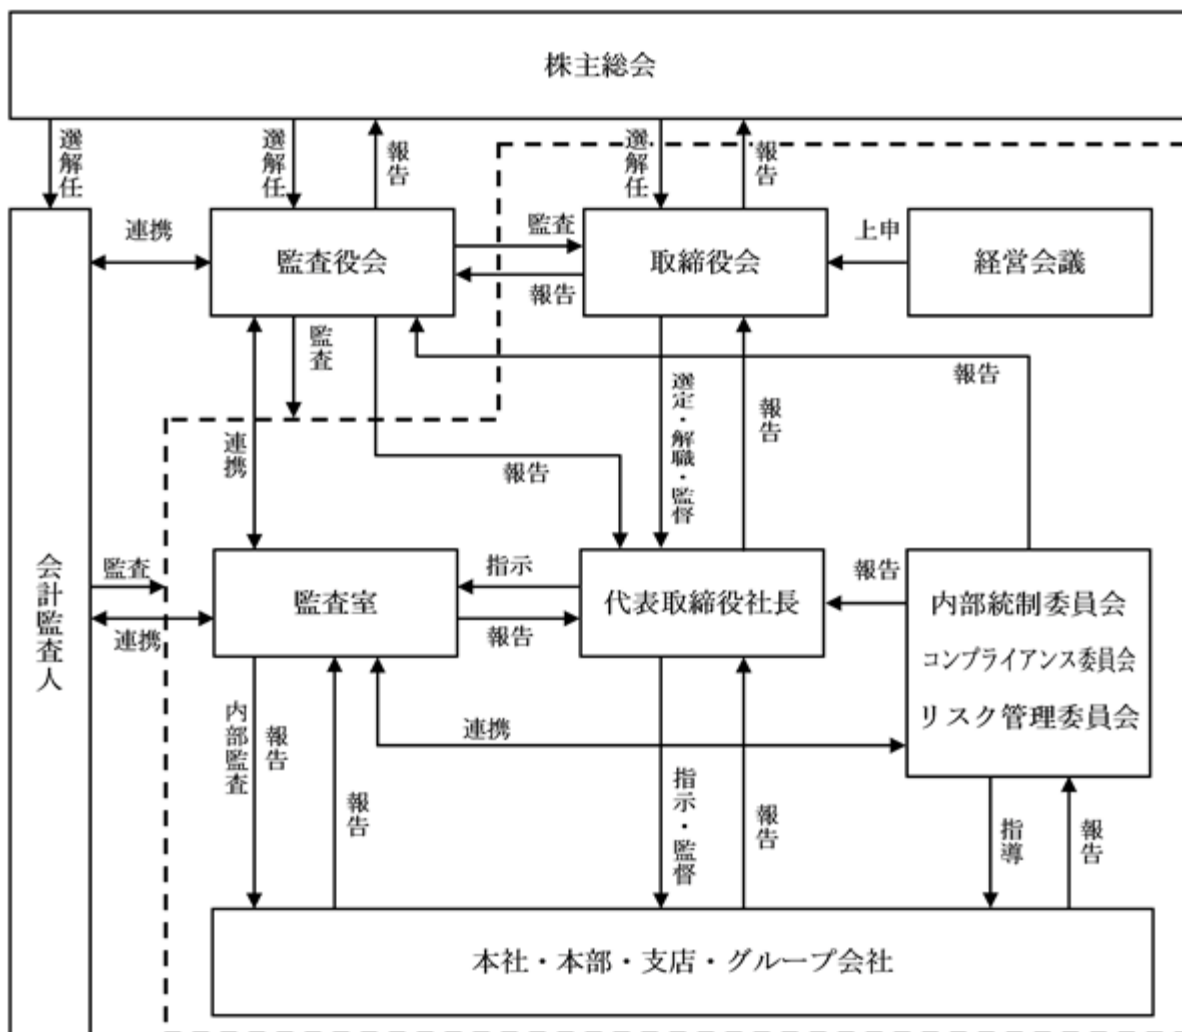 株主総会
選解任
選解任
報告
選解任
報告
連携
監査役会
監査
報告
取締役会
上申
経営会議
監査
報告
連携
報告
選定・解職・監督
報告
会計監査人
監査
連携
監査室
指示
報告
代表取締役社長
報告
内部統制委員会
コンプライアンス委員会
リスク管理委員会
内部監査
報告
報告
連携
指示・監督
報告
指導
報告
本社・本部・支店・グループ会社